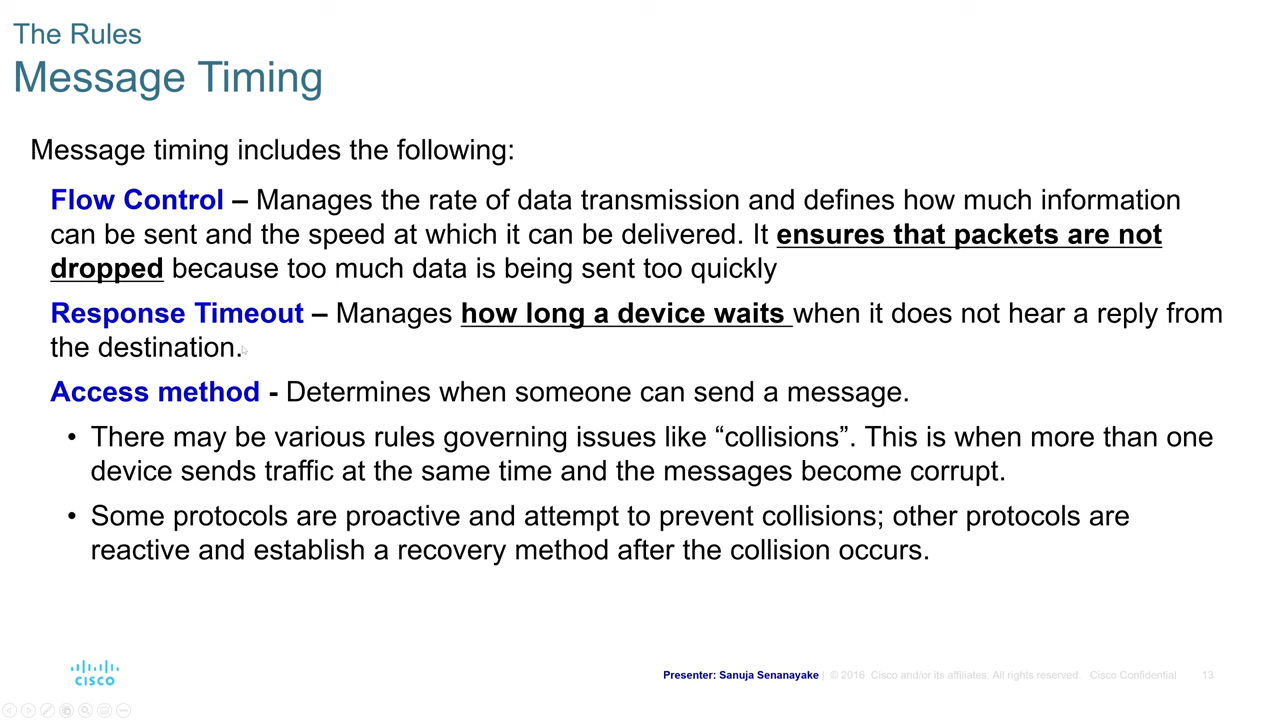 The Rules
Message Timing
Message timing includes the following:
Flow Control – Manages the rate of data transmission and defines how much information
can be sent and the speed at which it can be delivered. It ensures that packets are not
dropped because too much data is being sent too quickly
Response Timeout – Manages how long a device waits when it does not hear a reply from
the destination.
Access method - Determines when someone can send a message.
• There may be various rules governing issues like “collisions”. This is when more than one
device sends traffic at the same time and the messages become corrupt.
• Some protocols are proactive and attempt to prevent collisions; other protocols are
reactive and establish a recovery method after the collision occurs.
CISCO
Presenter: Sanuja Senanayake | © 2016 Cisco and/or its affiliates. All rights reserved. Cisco Confidential 13